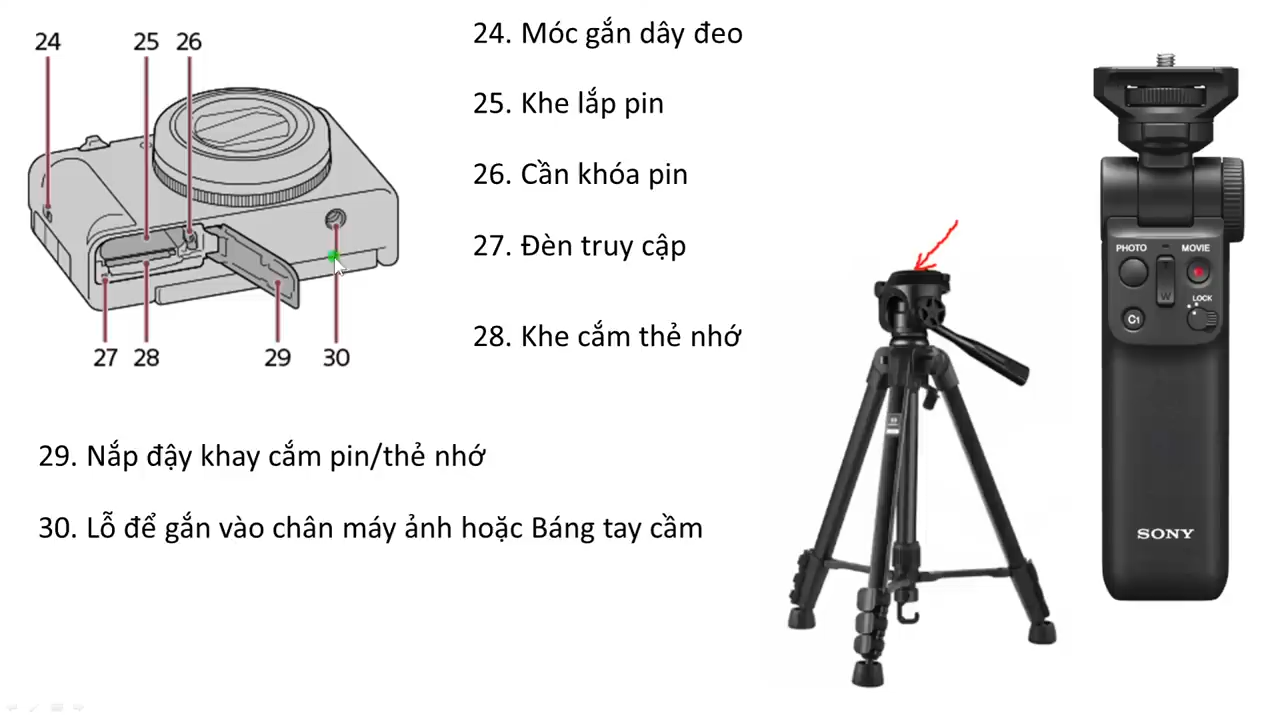 24 25 26
27 28 29 30
24. Móc gắn dây đeo
25. Khe lắp pin
26. Cần khóa pin
27. Đèn truy cập
28. Khe cắm thẻ nhớ
29. Nắp đậy khay cắm pin/thẻ nhớ
30. Lỗ để gắn vào chân máy ảnh hoặc Báng tay cầm
PHOTO MOVIE
W
LOCK
C1
SONY